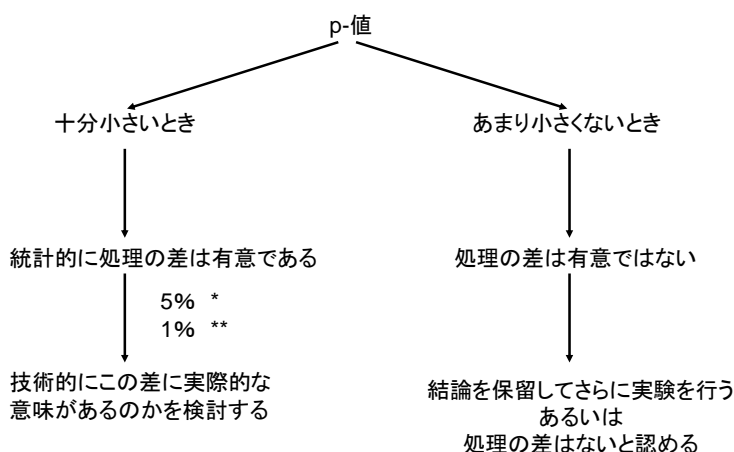 p-値
十分小さいとき
あまり小さくないとき
統計的に処理の差は有意である
処理の差は有意ではない
5% *
1% **
技術的にこの差に実際的な
意味があるのかを検討する
結論を保留してさらに実験を行う
あるいは
処理の差はないと認める